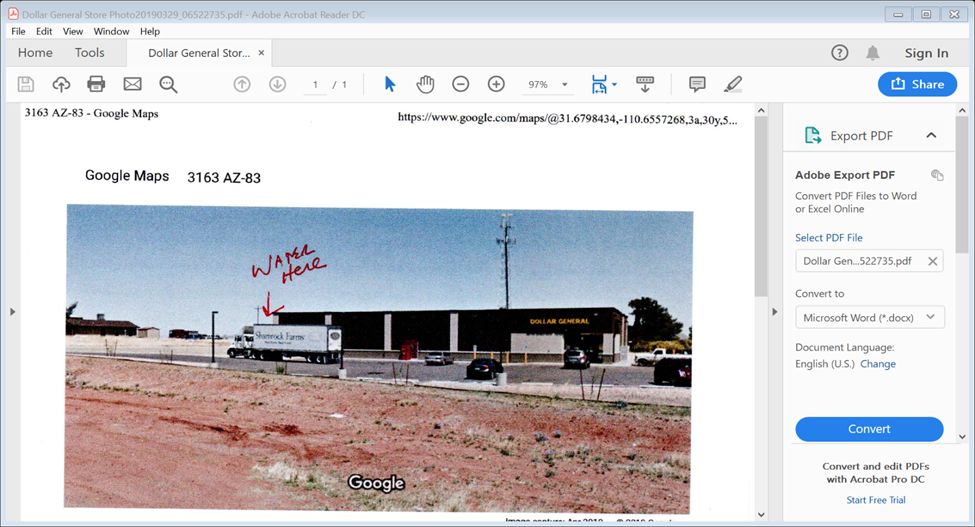 Dollar General Store Photo20190329_06522735.pdf - Adobe Acrobat Reader DC
File Edit View Window Help
Home Tools Dollar General Stor... × Sign In
1 / 1 97% Share
3163 AZ-83 - Google Maps
https://www.google.com/maps/@31.6798434,-110.6557268,3a,30y,5...
Google Maps 3163 AZ-83
WATER
Here
DOLLAR GENERAL
Shamrock Farms
Google
Image capture: Apr 2018
Export PDF
Adobe Export PDF
Convert PDF Files to Word
or Excel Online
Select PDF File
Dollar Gen...522735.pdf
Convert to
Microsoft Word (*.docx)
Document Language:
English (U.S.) Change
Convert
Convert and edit PDFs
with Acrobat Pro DC
Start Free Trial